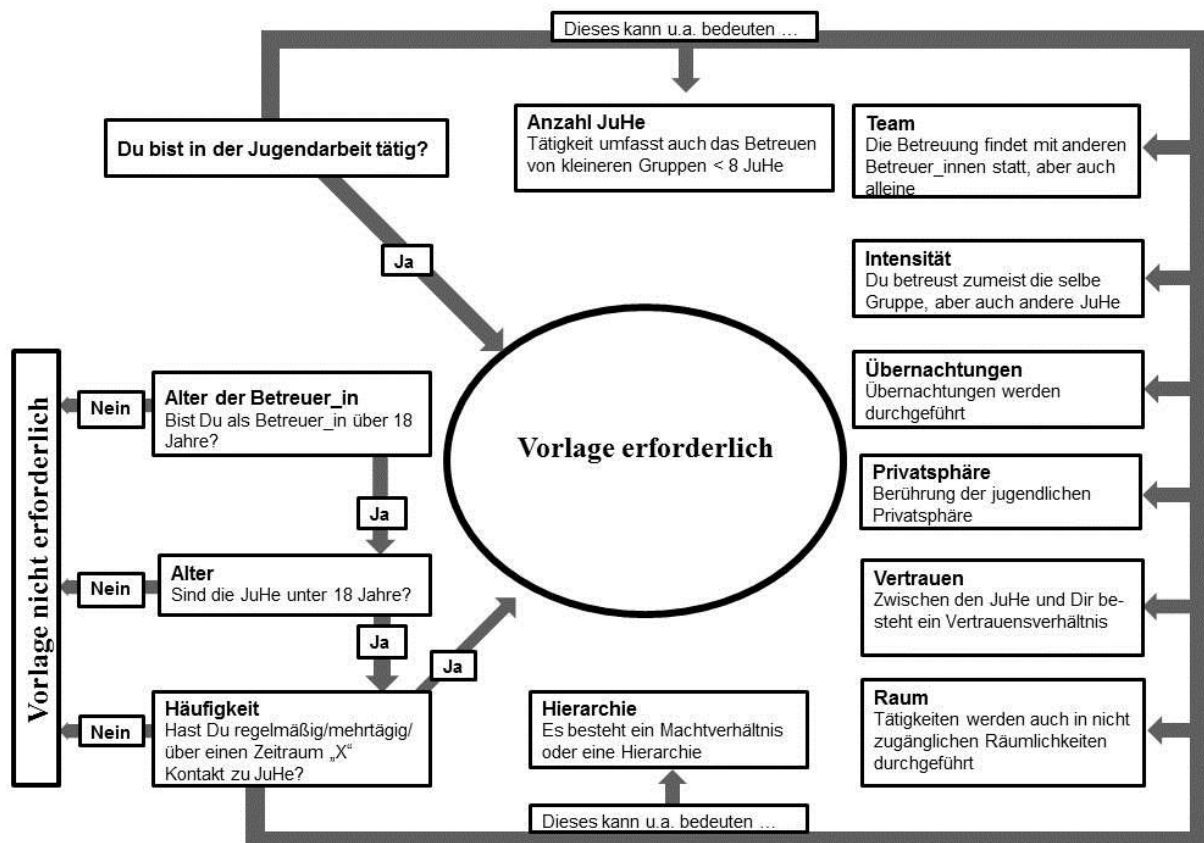 Dieses kann u.a. bedeuten …
Du bist in der Jugendarbeit tätig?
Anzahl JuHe
Tätigkeit umfasst auch das Betreuen
von kleineren Gruppen < 8 JuHe
Team
Die Betreuung findet mit anderen
Betreuer_innen statt, aber auch
alleine
Ja
Intensität
Du betreust zumeist die selbe
Gruppe, aber auch andere JuHe
Vorlage nicht erforderlich
Nein
Alter der Betreuer_in
Bist Du als Betreuer_in über 18
Jahre?
Vorlage erforderlich
Übernachtungen
Übernachtungen werden
durchgeführt
Ja
Privatsphäre
Berührung der jugendlichen
Privatsphäre
Nein
Alter
Sind die JuHe unter 18 Jahre?
Vertrauen
Zwischen den JuHe und Dir be-
steht ein Vertrauensverhältnis
Ja
Ja
Nein
Häufigkeit
Hast Du regelmäßig/mehrtägig/
über einen Zeitraum „X“
Kontakt zu JuHe?
Hierarchie
Es besteht ein Machtverhältnis
oder eine Hierarchie
Raum
Tätigkeiten werden auch in nicht
zugänglichen Räumlichkeiten
durchgeführt
Dieses kann u.a. bedeuten …